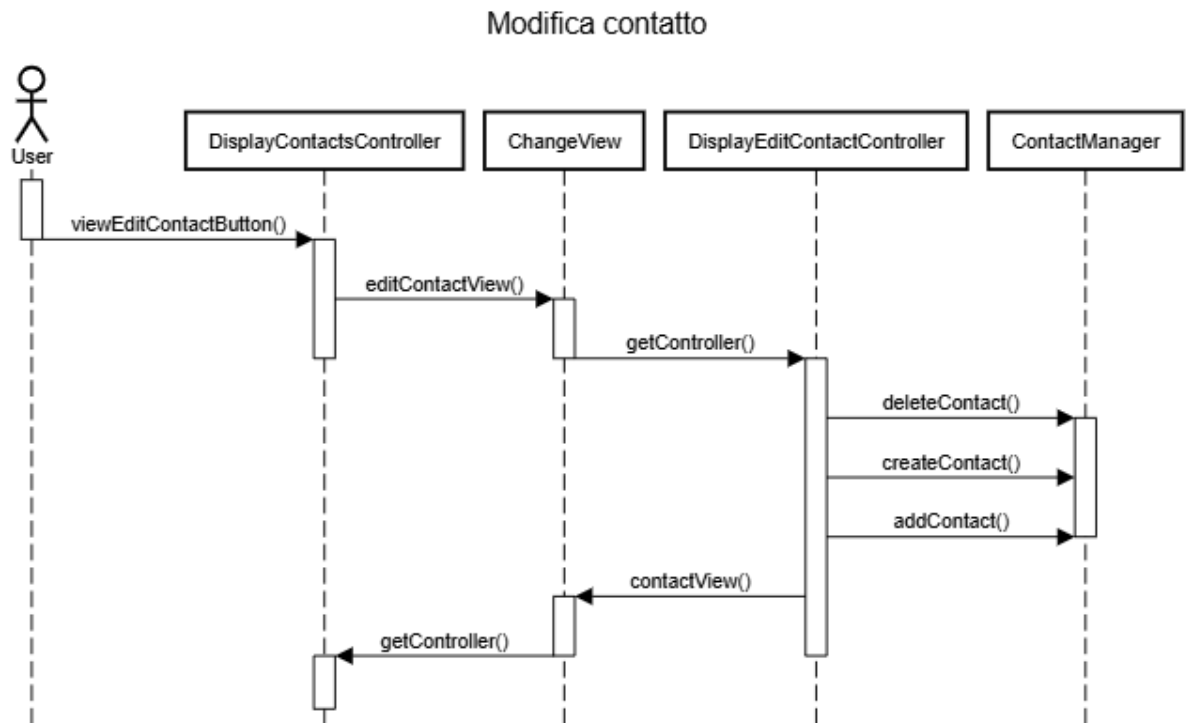 Modifica contatto
User
DisplayContactsController
ChangeView
DisplayEditContactController
ContactManager
viewEditContactButton()
editContactView()
getController()
deleteContact()
createContact()
addContact()
contactView()
getController()